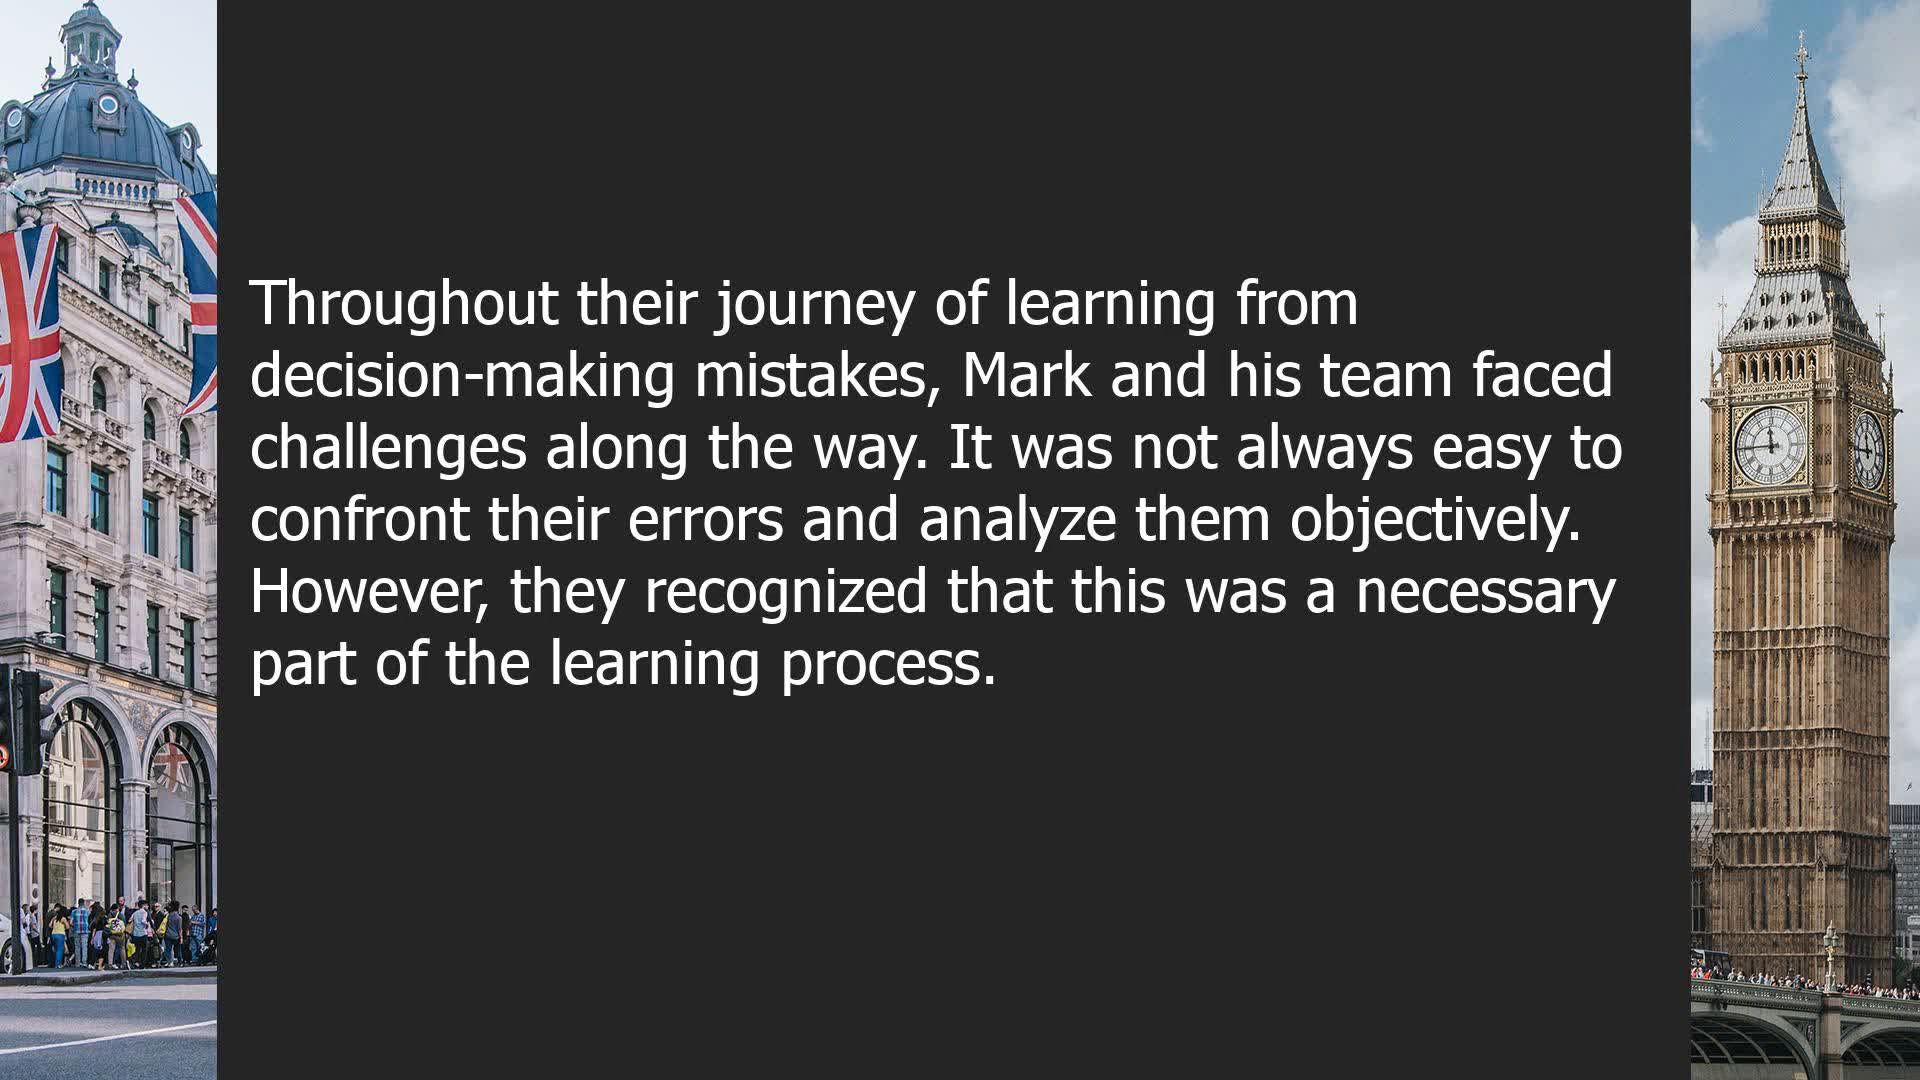 Throughout their journey of learning from
decision-making mistakes, Mark and his team faced
challenges along the way. It was not always easy to
confront their errors and analyze them objectively.
However, they recognized that this was a necessary
part of the learning process.